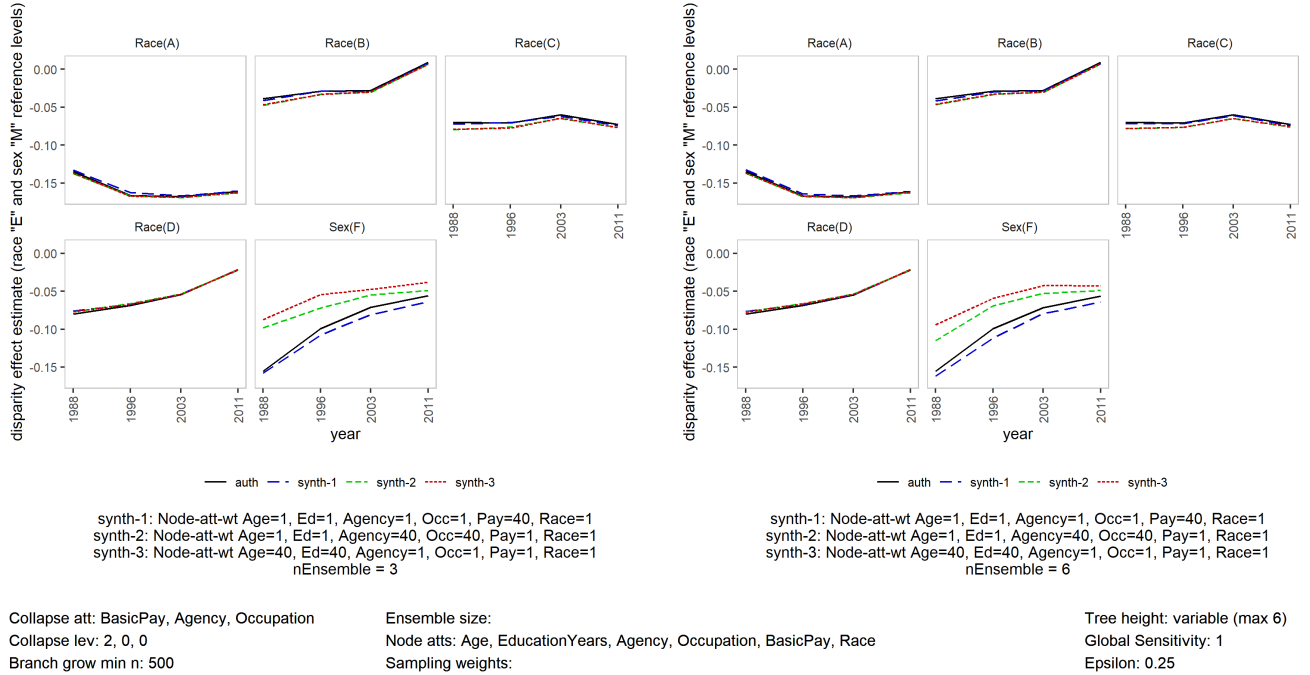 disparity effect estimate (race "E" and sex "M" reference levels)
Race(A)
Race(B)
Race(C)
0.00
-0.05
-0.10
-0.15
1988
1996
2003
2011
Race(D)
Sex(F)
0.00
-0.05
-0.10
-0.15
1988
1996
2003
2011
1988
1996
2003
2011
year
auth synth-1 synth-2 synth-3
synth-1: Node-att-wt Age=1, Ed=1, Agency=1, Occ=1, Pay=40, Race=1
synth-2: Node-att-wt Age=1, Ed=1, Agency=40, Occ=40, Pay=1, Race=1
synth-3: Node-att-wt Age=40, Ed=40, Agency=1, Occ=1, Pay=1, Race=1
nEnsemble = 3
disparity effect estimate (race "E" and sex "M" reference levels)
Race(A)
Race(B)
Race(C)
0.00
-0.05
-0.10
-0.15
1988
1996
2003
2011
Race(D)
Sex(F)
0.00
-0.05
-0.10
-0.15
1988
1996
2003
2011
1988
1996
2003
2011
year
auth synth-1 synth-2 synth-3
synth-1: Node-att-wt Age=1, Ed=1, Agency=1, Occ=1, Pay=40, Race=1
synth-2: Node-att-wt Age=1, Ed=1, Agency=40, Occ=40, Pay=1, Race=1
synth-3: Node-att-wt Age=40, Ed=40, Agency=1, Occ=1, Pay=1, Race=1
nEnsemble = 6
Collapse att: BasicPay, Agency, Occupation
Collapse lev: 2, 0, 0
Branch grow min n: 500
Ensemble size:
Node atts: Age, EducationYears, Agency, Occupation, BasicPay, Race
Sampling weights:
Tree height: variable (max 6)
Global Sensitivity: 1
Epsilon: 0.25